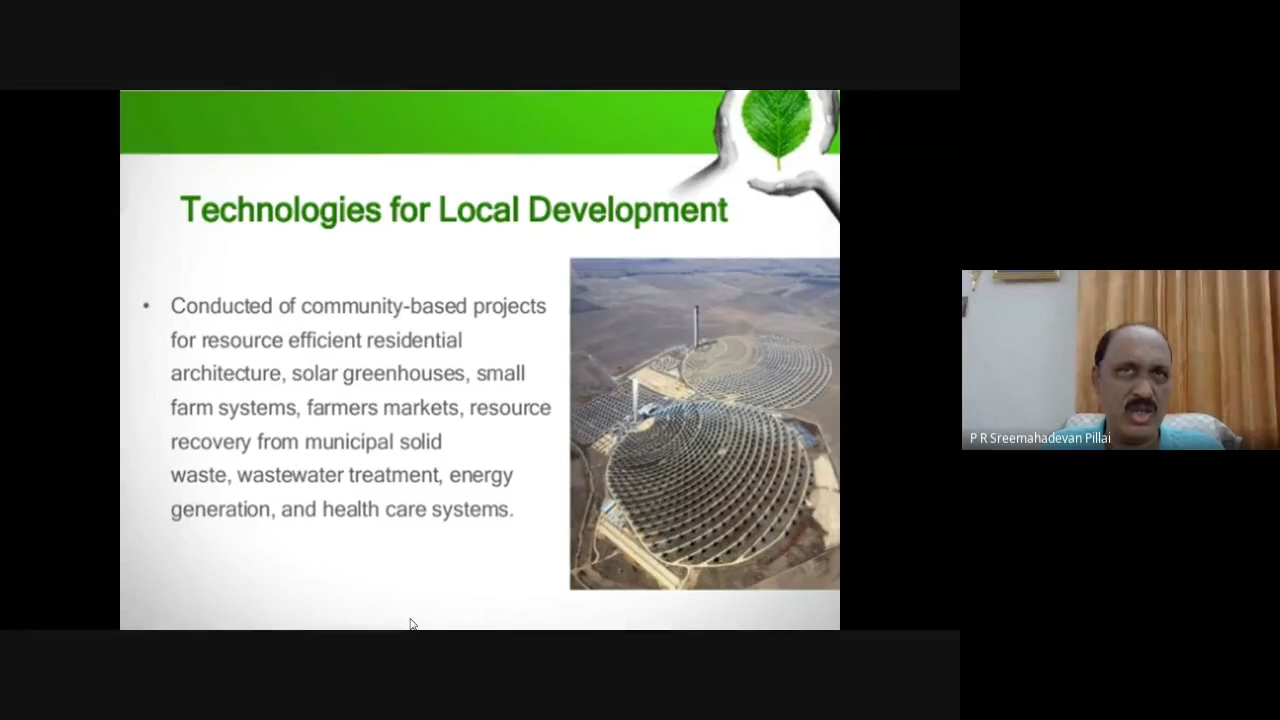 Technologies for Local Development
• Conducted of community-based projects
for resource efficient residential
architecture, solar greenhouses, small
farm systems, farmers markets, resource
recovery from municipal solid
waste, wastewater treatment, energy
generation, and health care systems.
P R Sreemahadevan Pillai